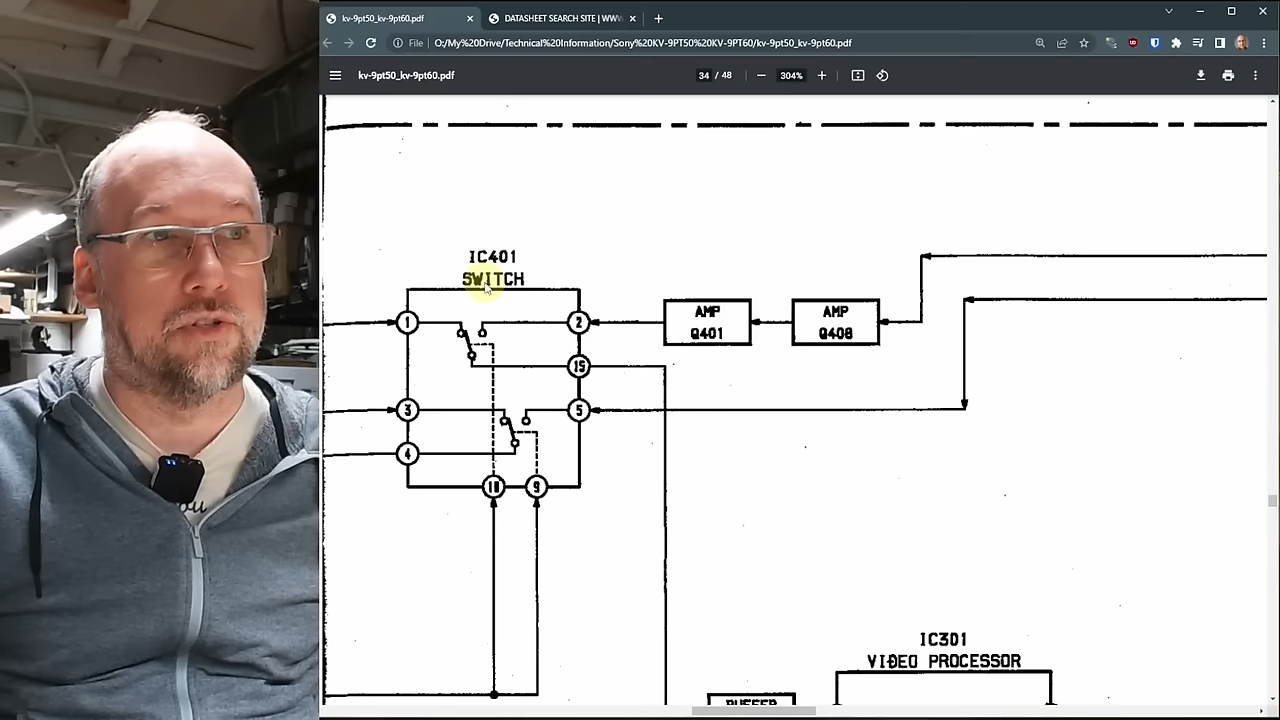 kv-9pt50_kv-9pt60.pdf
DATASHEET SEARCH SITE | WWW
File O:/My%20Drive/Technical%20Information/Sony%20KV-9PT50%20KV-9PT60/kv-9pt50_kv-9pt60.pdf
kv-9pt50_kv-9pt60.pdf
34 / 48
304%
IC401
SWITCH
1
2
AMP
Q401
AMP
Q408
15
3
5
4
10
9
IC301
VIDEO PROCESSOR
BUFFER
ou